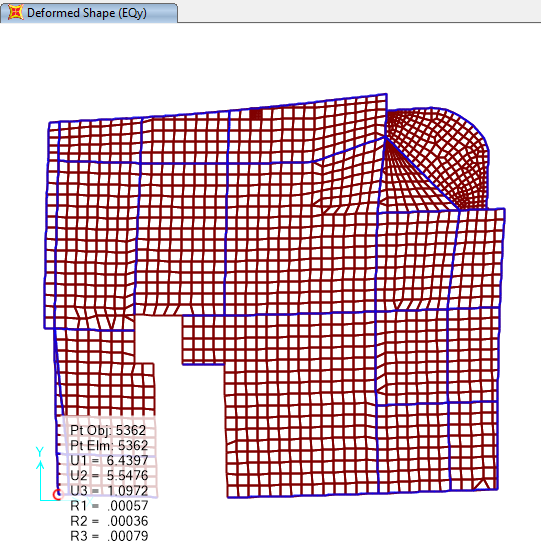 Deformed Shape (EQy)
Y
Pt Obj: 5362
Pt Elm: 5362
U1 = 6.4397
U2 = 5.5476
U3 = 1.0972
R1 = .00057
R2 = .00036
R3 = .00079